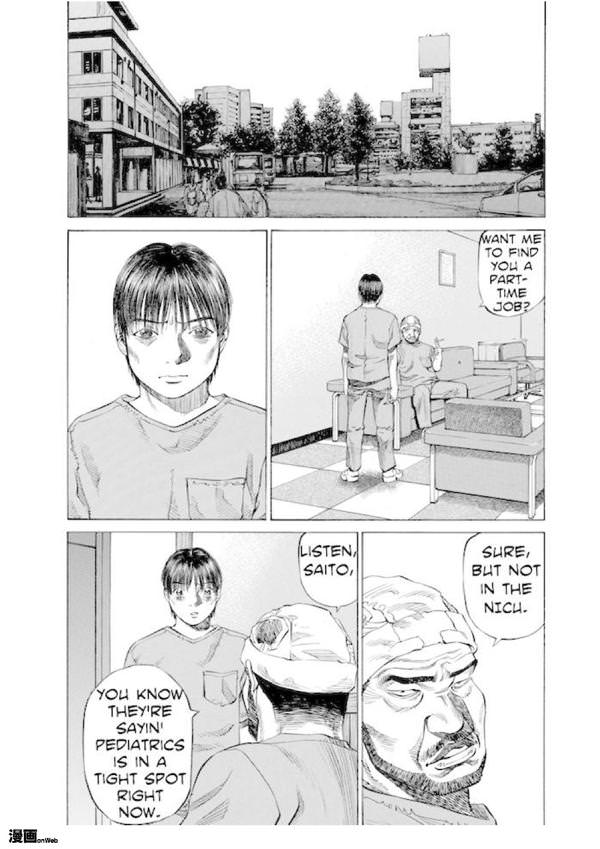 WANT ME
TO FIND
YOU A
PART-
TIME
JOB?
SURE,
BUT NOT
IN THE
NICU.
LISTEN,
SAITO,
YOU KNOW
THEY'RE
SAYIN'
PEDIATRICS
IS IN A
TIGHT SPOT
RIGHT
NOW.
漫画onWeb